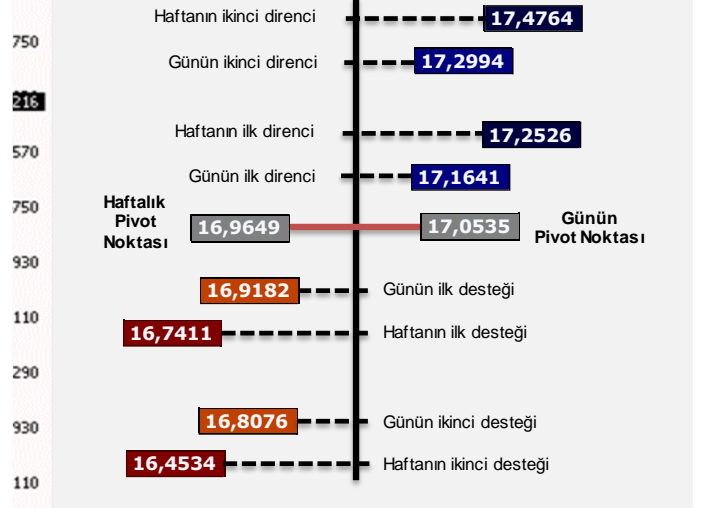 Haftanın ikinci direnci 17,4764
750
Günün ikinci direnci 17,2994
216
Haftanın ilk direnci 17,2526
570
Günün ilk direnci 17,1641
750
Haftalık
Pivot
Noktası
16,9649
17,0535
Günün
Pivot Noktası
930
16,9182 Günün ilk desteği
110
16,7411 Haftanın ilk desteği
290
16,8076 Günün ikinci desteği
930
16,4534 Haftanın ikinci desteği
110